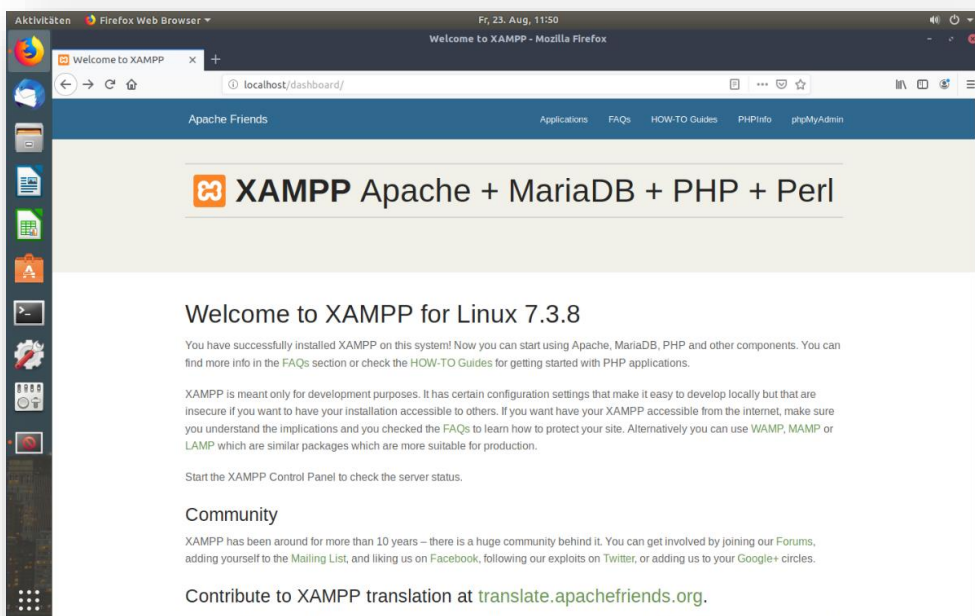 Aktivitäten Firefox Web Browser Fr, 23. Aug, 11:50
Welcome to XAMPP - Mozilla Firefox
Welcome to XAMPP
localhost/dashboard/
Apache Friends Applications FAQs HOW-TO Guides PHPInfo phpMyAdmin
XAMPP Apache + MariaDB + PHP + Perl
Welcome to XAMPP for Linux 7.3.8
You have successfully installed XAMPP on this system! Now you can start using Apache, MariaDB, PHP and other components. You can
find more info in the FAQs section or check the HOW-TO Guides for getting started with PHP applications.
XAMPP is meant only for development purposes. It has certain configuration settings that make it easy to develop locally but that are
insecure if you want to have your installation accessible to others. If you want have your XAMPP accessible from the internet, make sure
you understand the implications and you checked the FAQs to learn how to protect your site. Alternatively you can use WAMP, MAMP or
LAMP which are similar packages which are more suitable for production.
Start the XAMPP Control Panel to check the server status.
Community
XAMPP has been around for more than 10 years – there is a huge community behind it. You can get involved by joining our Forums,
adding yourself to the Mailing List, and liking us on Facebook, following our exploits on Twitter, or adding us to your Google+ circles.
Contribute to XAMPP translation at translate.apachefriends.org.